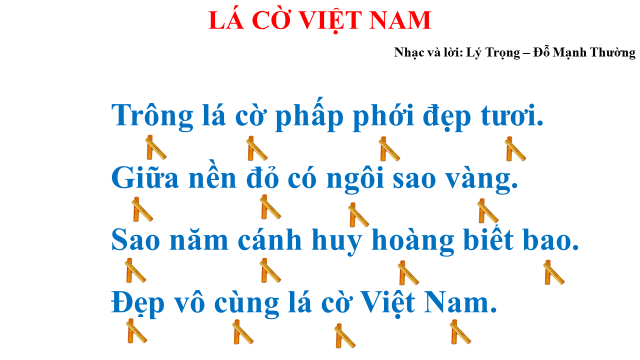 LÁ CỜ VIỆT NAM
Nhạc và lời: Lý Trọng – Đỗ Mạnh Thường
Trông lá cờ phấp phới đẹp tươi.
Giữa nền đỏ có ngôi sao vàng.
Sao năm cánh huy hoàng biết bao.
Đẹp vô cùng lá cờ Việt Nam.